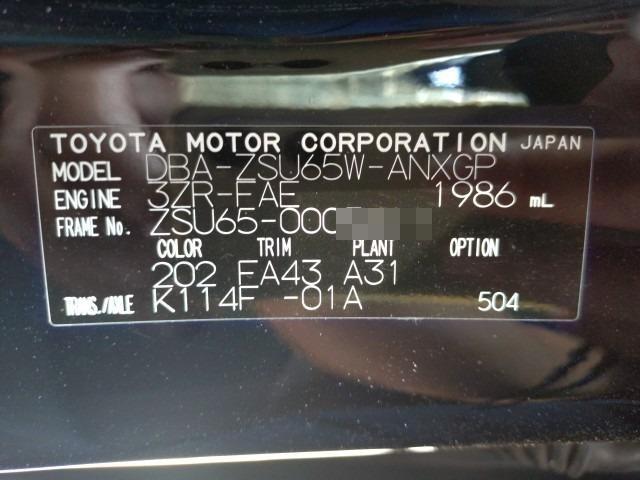 TOYOTA MOTOR CORPORATION JAPAN
MODEL DBA-ZSU65W-ANXGP
ENGINE 3ZR-FAE 1986 mL
FRAME No. ZSU65-000
COLOR TRIM PLANT OPTION
202 FA43 A31
TRANS./AXLE K114F -01A 504